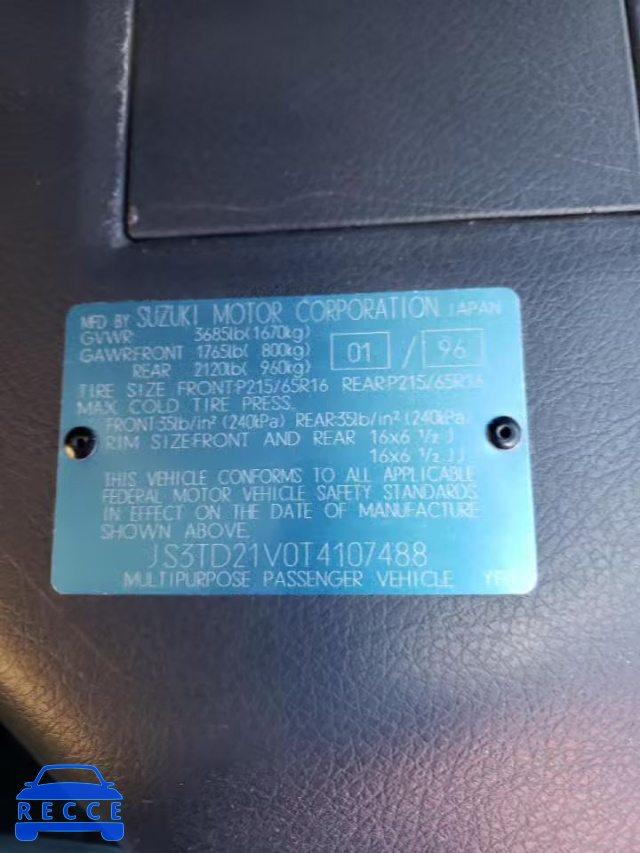 MFD BY SUZUKI MOTOR CORPORATION JAPAN
GVWR: 3685lb(1670kg)
GAWR:FRONT 1765lb( 800kg) 01 / 96
REAR 2120lb( 960kg)
TIRE SIZE FRONT:P215/65R16 REAR:P215/65R16
MAX COLD TIRE PRESS.
FRONT:35lb/in² (240kPa) REAR:35lb/in² (240kPa)
RIM SIZE:FRONT AND REAR 16x6 ½ J
16x6 ½ JJ
THIS VEHICLE CONFORMS TO ALL APPLICABLE
FEDERAL MOTOR VEHICLE SAFETY STANDARDS
IN EFFECT ON THE DATE OF MANUFACTURE
SHOWN ABOVE.
JS3TD21V0T4107488
MULTIPURPOSE PASSENGER VEHICLE
RECCE